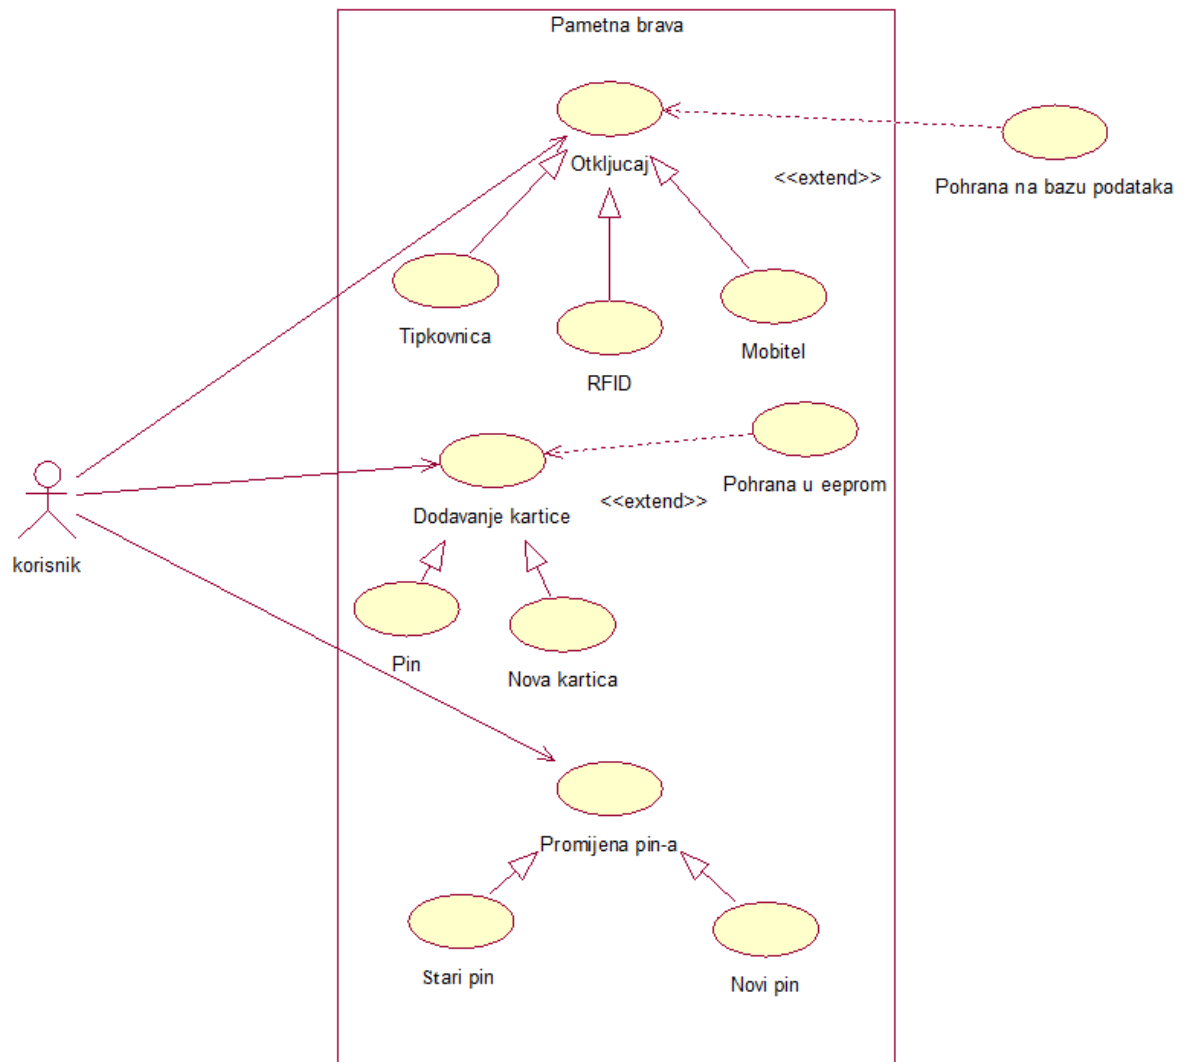 Pametna brava
Otkljucaj
<<extend>>
Pohrana na bazu podataka
Tipkovnica
RFID
Mobitel
Dodavanje kartice
<<extend>>
Pohrana u eeprom
korisnik
Pin
Nova kartica
Promijena pin-a
Stari pin
Novi pin